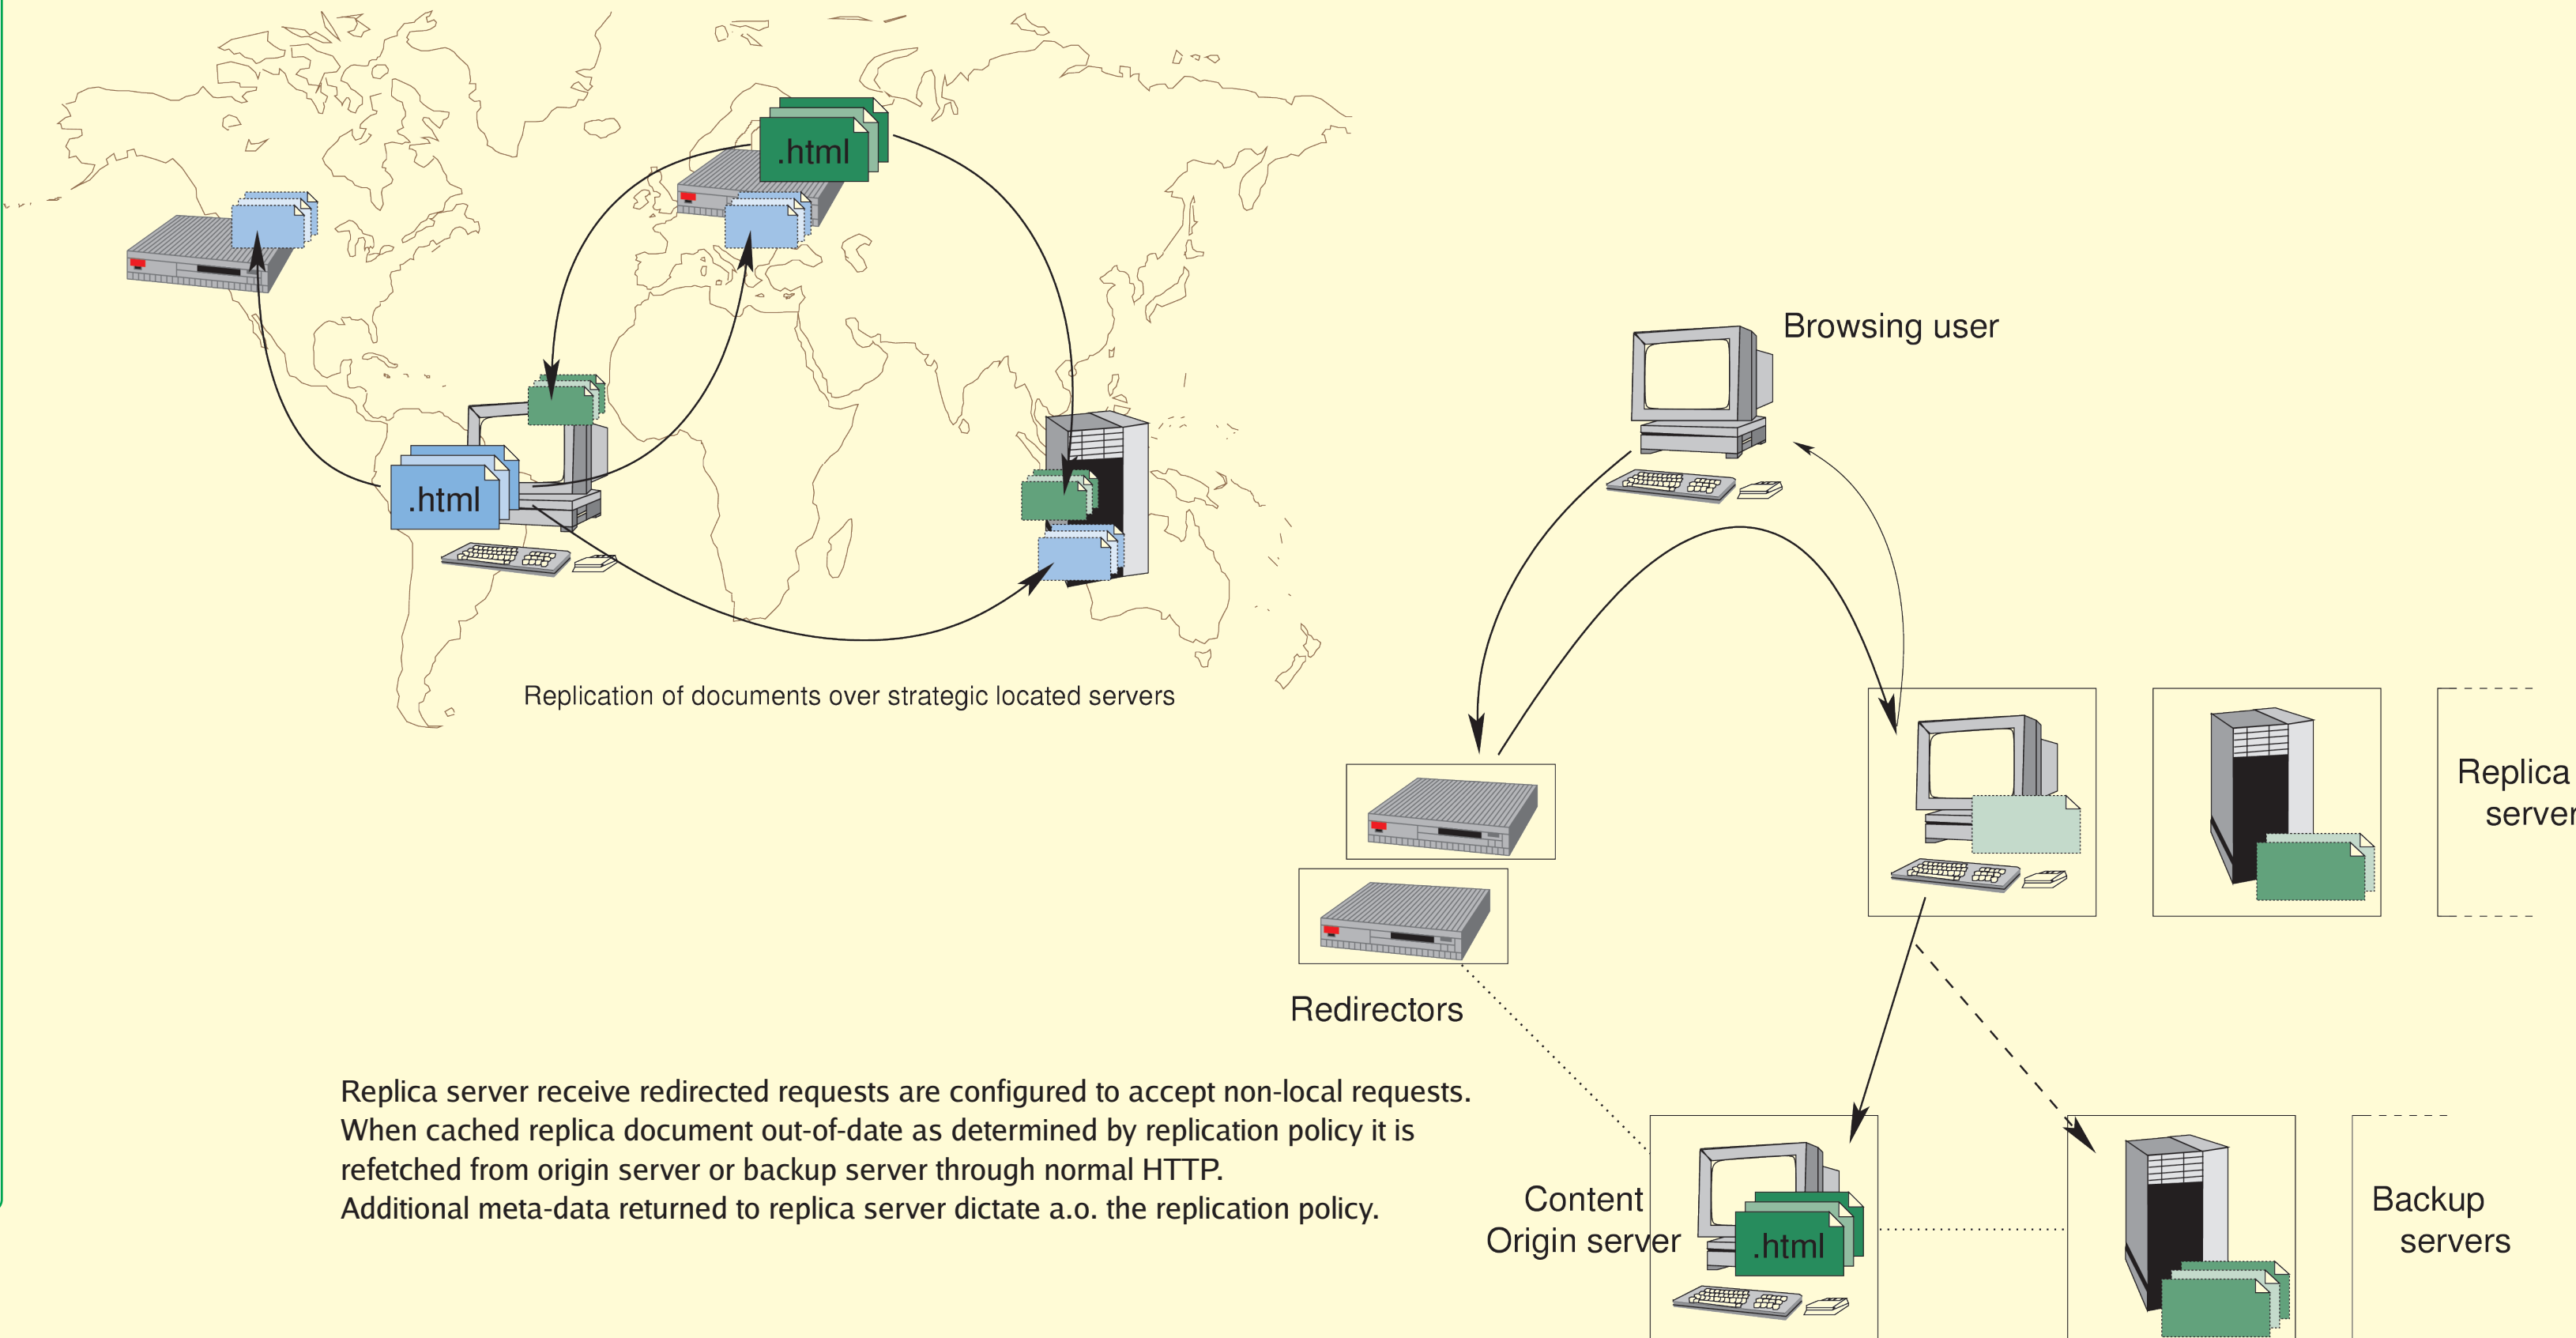 .html
.html
Replication of documents over strategic located servers
Browsing user
Replica
server
Redirectors
Replica server receive redirected requests are configured to accept non-local requests.
When cached replica document out-of-date as determined by replication policy it is
refetched from origin server or backup server through normal HTTP.
Additional meta-data returned to replica server dictate a.o. the replication policy.
Content
Origin server
.html
Backup
servers